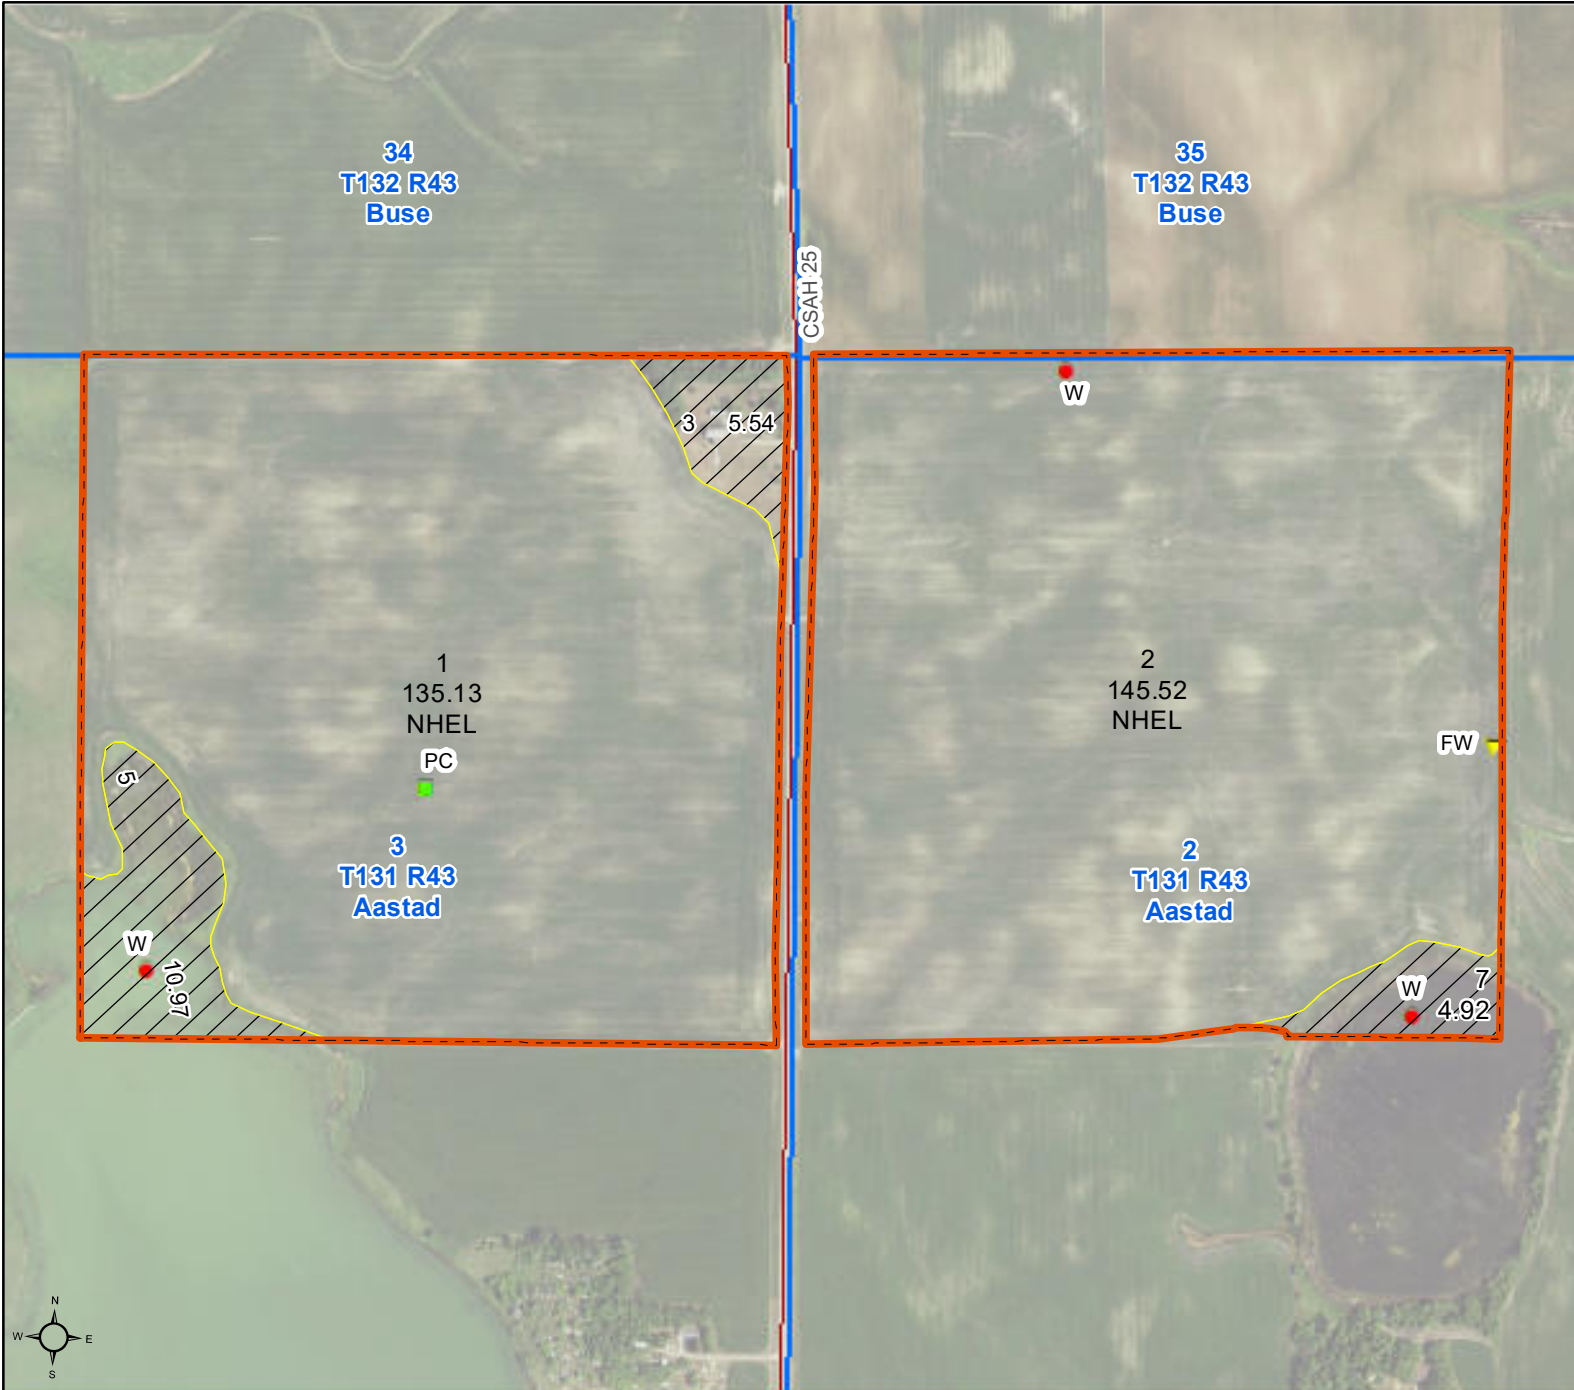 34
T132 R43
Buse
35
T132 R43
Buse
CSAH 25
W
3
5.54
1
135.13
NHEL
PC
2
145.52
NHEL
FW
5
3
T131 R43
Aastad
2
T131 R43
Aastad
W
10.97
W
7
4.92
N
W
E
S